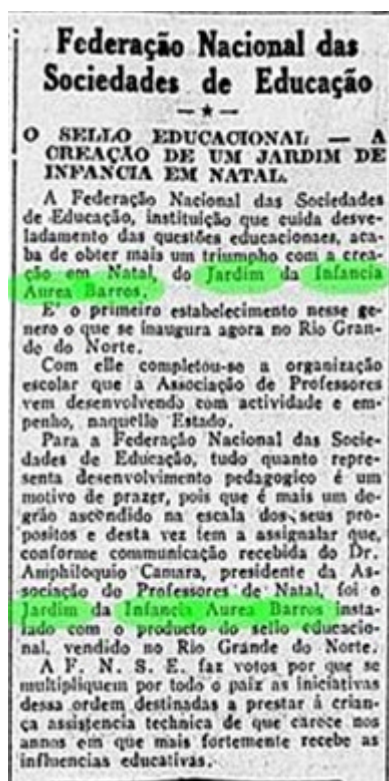 Federação Nacional das
Sociedades de Educação
O SELLO EDUCACIONAL — A
CREAÇÃO DE UM JARDIM DE
INFANCIA EM NATAL.
A Federação Nacional das Sociedades
de Educação, instituição que cuida desve-
ladamento das questões educacionaes, aca-
ba de obter mais um triumpho com a crea-
ção em Natal, do Jardim da Infancia
Aurea Barros.
E' o primeiro estabelecimento nesse ge-
nero o que se inaugura agora no Rio Gran-
de do Norte.
Com elle completou-se a organização
escolar que a Associação de Professores
vem desenvolvendo com actividade e em-
penho, naquelle Estado.
Para a Federação Nacional das Socie-
dades de Educação, tudo quanto repre-
senta desenvolvimento pedagogico é um
motivo de prazer, pois que é mais um de-
gráo ascendido na escala dos seus pro-
positos e desta vez tem a assignalar que,
conforme communicação recebida do Dr.
Amphiloquio Camara, presidente da As-
sociação do Professores de Natal, foi o
Jardim da Infancia Aurea Barros insta-
lado com o producto do sello educacio-
nal, vendido no Rio Grande do Norte.
A F. N. S. E. faz votos por que se
multipliquem por todo o paiz as iniciativas
dessa ordem destinadas a prestar á crian-
ça assistencia technica de que carece nos
annos em que mais fortemente recebe as
influencias educativas.